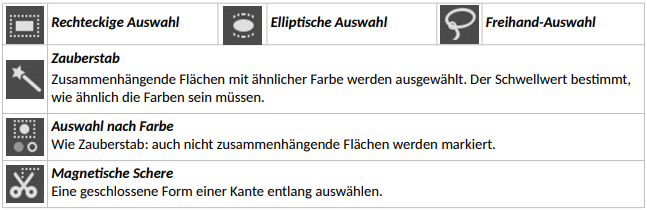 Rechteckige Auswahl Elliptische Auswahl Freihand-Auswahl
Zauberstab
Zusammenhängende Flächen mit ähnlicher Farbe werden ausgewählt. Der Schwellwert bestimmt,
wie ähnlich die Farben sein müssen.
Auswahl nach Farbe
Wie Zauberstab: auch nicht zusammenhängende Flächen werden markiert.
Magnetische Schere
Eine geschlossene Form einer Kante entlang auswählen.